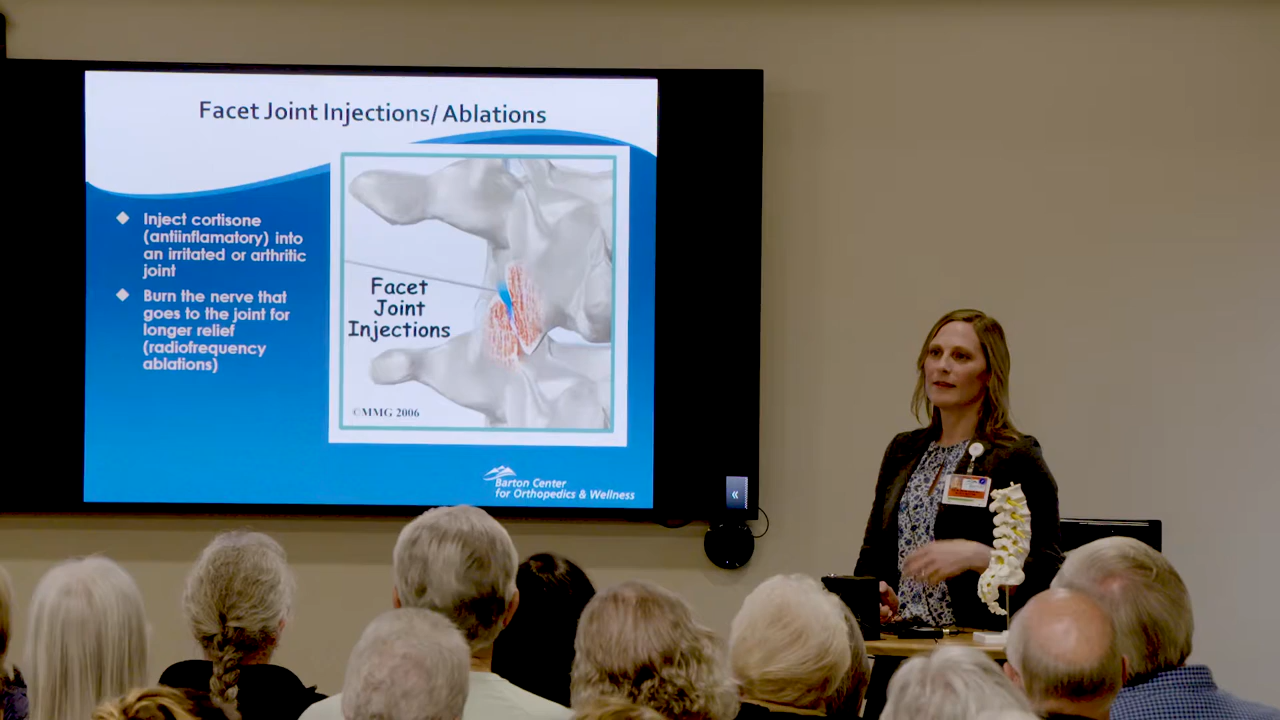 Facet Joint Injections/ Ablations
Inject cortisone
(antiinflamatory) into
an irritated or arthritic
joint
Burn the nerve that
goes to the joint for
longer relief
(radiofrequency
ablations)
Facet
Joint
Injections
©MMG 2006
Barton Center
for Orthopedics & Wellness
«